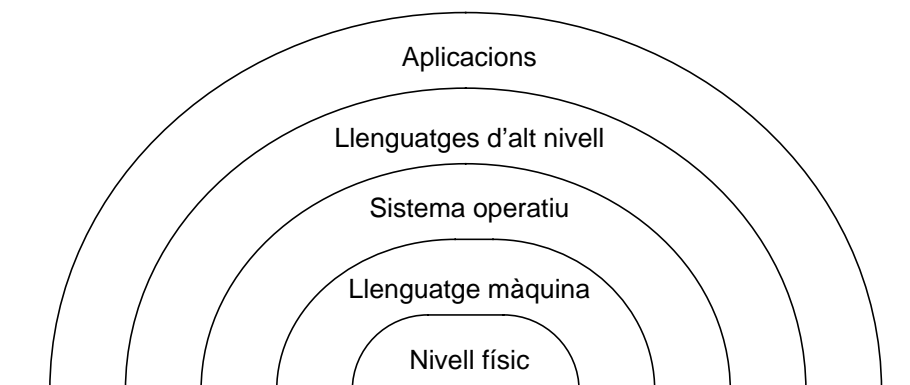 Aplicacions
Llenguatges d’alt nivell
Sistema operatiu
Llenguatge màquina
Nivell físic